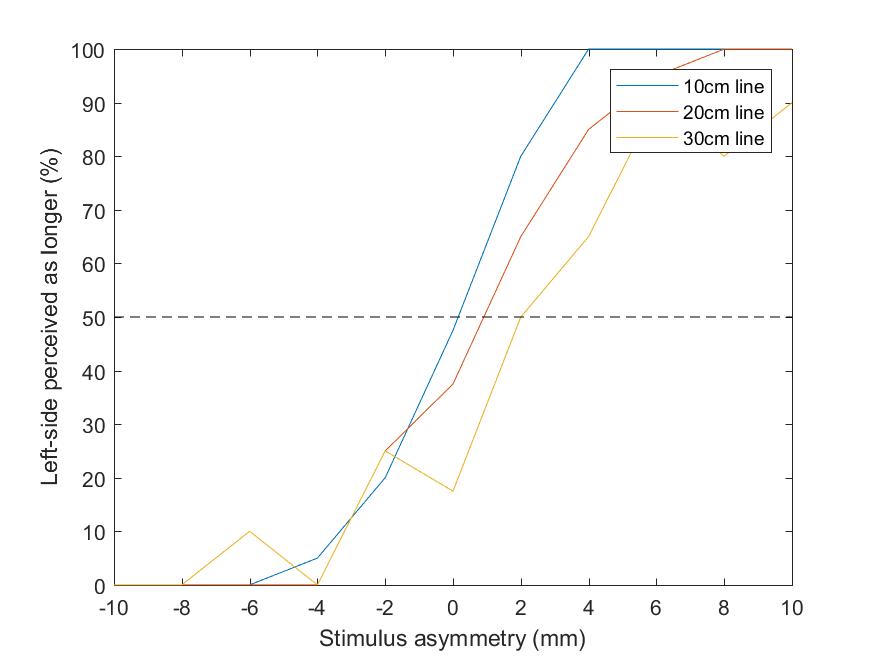 100
90
80
70
60
50
40
30
20
10
0
Left-side perceived as longer (%)
10cm line
20cm line
30cm line
-10 -8 -6 -4 -2 0 2 4 6 8 10
Stimulus asymmetry (mm)